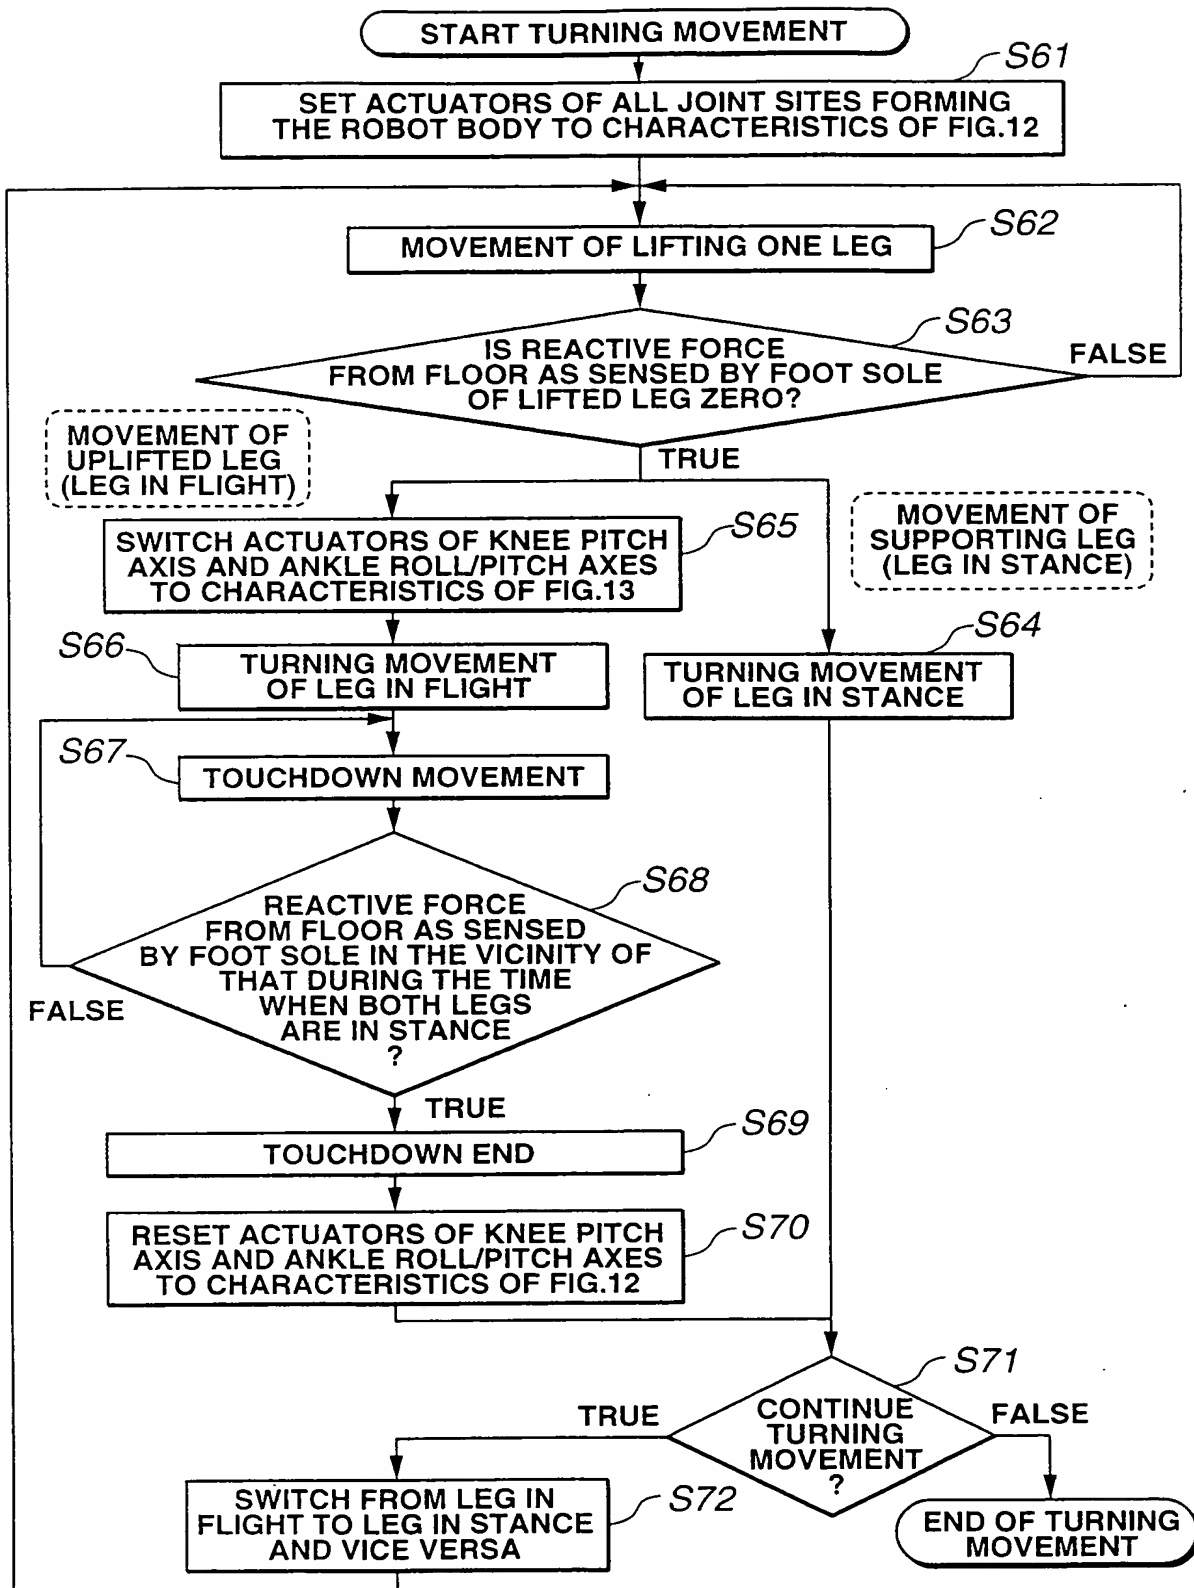 START TURNING MOVEMENT
S61
SET ACTUATORS OF ALL JOINT SITES FORMING
THE ROBOT BODY TO CHARACTERISTICS OF FIG.12
S62
MOVEMENT OF LIFTING ONE LEG
S63
IS REACTIVE FORCE
FROM FLOOR AS SENSED BY FOOT SOLE
OF LIFTED LEG ZERO?
FALSE
TRUE
MOVEMENT OF
UPLIFTED LEG
(LEG IN FLIGHT)
MOVEMENT OF
SUPPORTING LEG
(LEG IN STANCE)
S65
SWITCH ACTUATORS OF KNEE PITCH
AXIS AND ANKLE ROLL/PITCH AXES
TO CHARACTERISTICS OF FIG.13
S66
TURNING MOVEMENT
OF LEG IN FLIGHT
S64
TURNING MOVEMENT
OF LEG IN STANCE
S67
TOUCHDOWN MOVEMENT
S68
REACTIVE FORCE
FROM FLOOR AS SENSED
BY FOOT SOLE IN THE VICINITY OF
THAT DURING THE TIME
WHEN BOTH LEGS
ARE IN STANCE
?
FALSE
TRUE
S69
TOUCHDOWN END
S70
RESET ACTUATORS OF KNEE PITCH
AXIS AND ANKLE ROLL/PITCH AXES
TO CHARACTERISTICS OF FIG.12
S71
CONTINUE
TURNING
MOVEMENT
?
TRUE
FALSE
S72
SWITCH FROM LEG IN
FLIGHT TO LEG IN STANCE
AND VICE VERSA
END OF TURNING
MOVEMENT